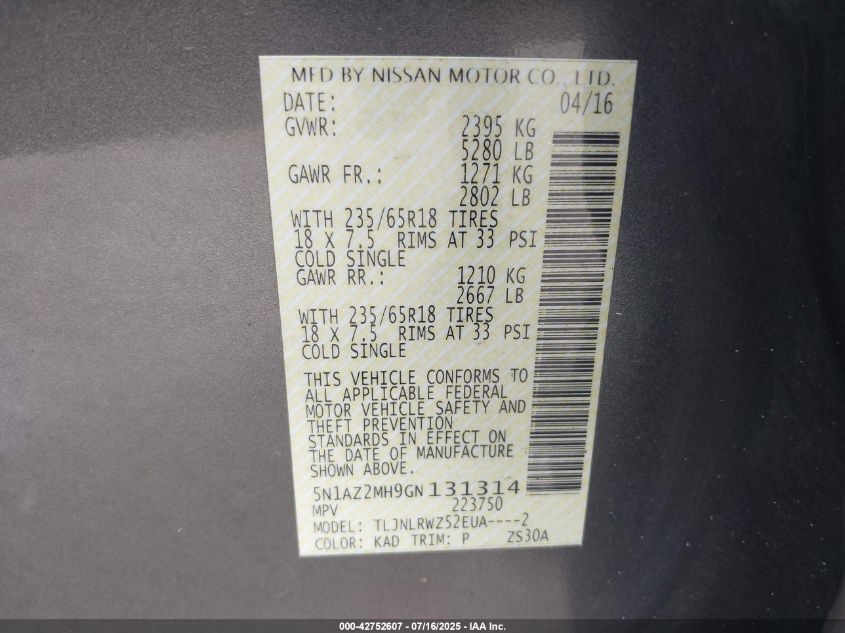 MFD BY NISSAN MOTOR CO., LTD.
DATE: 04/16
GVWR: 2395 KG
5280 LB
GAWR FR.: 1271 KG
2802 LB
WITH 235/65R18 TIRES
18 X 7.5 RIMS AT 33 PSI
COLD SINGLE
GAWR RR.: 1210 KG
2667 LB
WITH 235/65R18 TIRES
18 X 7.5 RIMS AT 33 PSI
COLD SINGLE
THIS VEHICLE CONFORMS TO
ALL APPLICABLE FEDERAL
MOTOR VEHICLE SAFETY AND
THEFT PREVENTION
STANDARDS IN EFFECT ON
THE DATE OF MANUFACTURE
SHOWN ABOVE.
5N1AZ2MH9GN131314
MPV 223750
MODEL: TLJNLRWZ52EUA----2
COLOR: KAD TRIM: P ZS30A
000-42752607 - 07/16/2025 - IAA Inc.